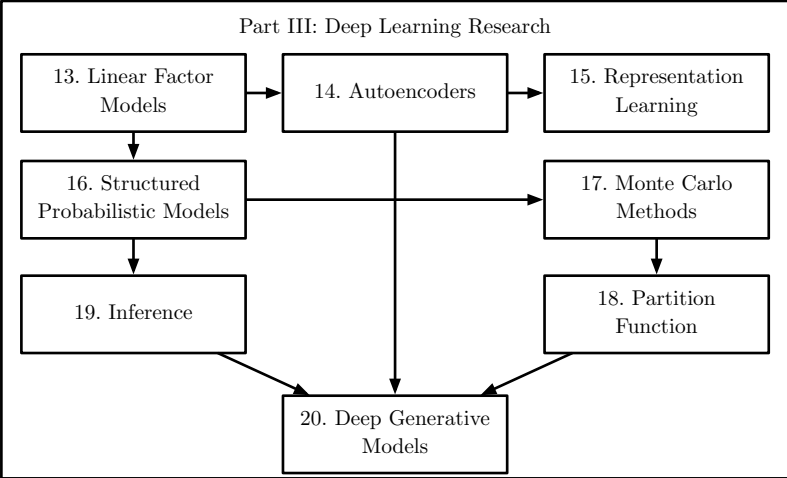 Part III: Deep Learning Research
13. Linear Factor
Models
14. Autoencoders
15. Representation
Learning
16. Structured
Probabilistic Models
17. Monte Carlo
Methods
19. Inference
18. Partition
Function
20. Deep Generative
Models